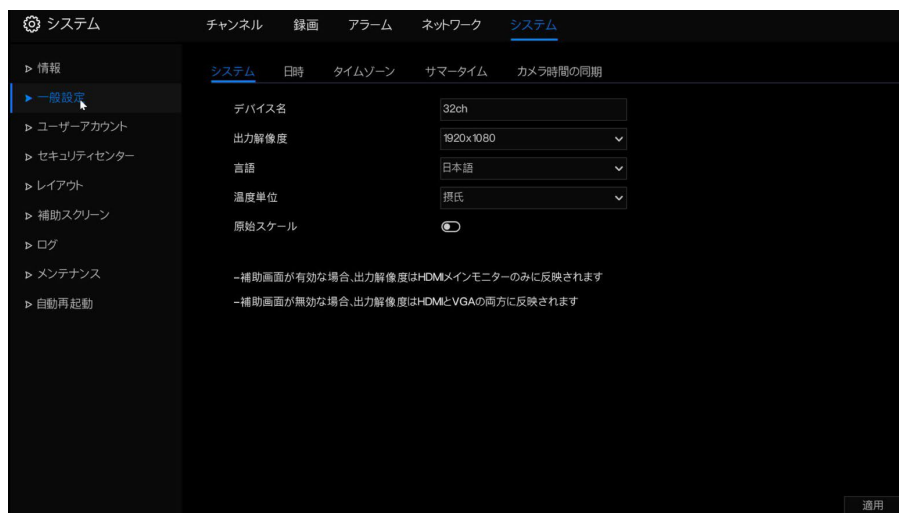 システム
チャンネル 録画 アラーム ネットワーク システム
情報
一般設定
ユーザーアカウント
セキュリティセンター
レイアウト
補助スクリーン
ログ
メンテナンス
自動再起動
システム 日時 タイムゾーン サマータイム カメラ時間の同期
デバイス名 32ch
出力解像度 1920x1080
言語 日本語
温度単位 摂氏
原始スケール
-補助画面が有効な場合、出力解像度はHDMIメインモニターのみに反映されます
-補助画面が無効な場合、出力解像度はHDMIとVGAの両方に反映されます
適用